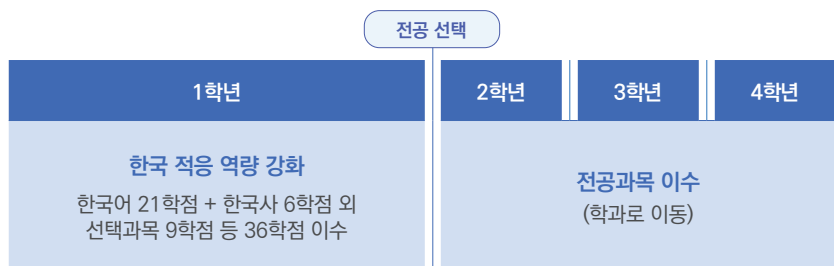 전공 선택
1학년
2학년
3학년
4학년
한국 적응 역량 강화
한국어 21학점 + 한국사 6학점 외
선택과목 9학점 등 36학점 이수
전공과목 이수
(학과로 이동)